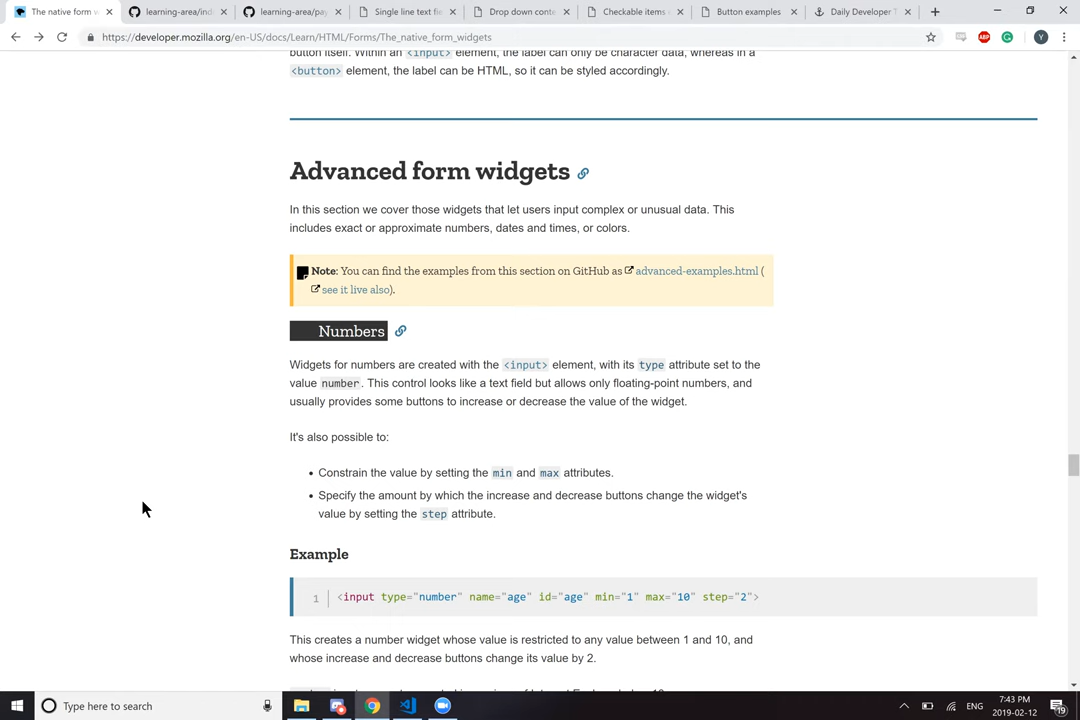 The native form w
learning-area/ind
learning-area/pay
Single line text fie
Drop down conte
Checkable items
Button examples
Daily Developer T
https://developer.mozilla.org/en-US/docs/Learn/HTML/Forms/The_native_form_widgets
ABP
Y
button itself. Within an <input> element, the label can only be character data, whereas in a
<button> element, the label can be HTML, so it can be styled accordingly.
Advanced form widgets
In this section we cover those widgets that let users input complex or unusual data. This
includes exact or approximate numbers, dates and times, or colors.
Note: You can find the examples from this section on GitHub as advanced-examples.html (
see it live also).
Numbers
Widgets for numbers are created with the <input> element, with its type attribute set to the
value number. This control looks like a text field but allows only floating-point numbers, and
usually provides some buttons to increase or decrease the value of the widget.
It's also possible to:
• Constrain the value by setting the min and max attributes.
• Specify the amount by which the increase and decrease buttons change the widget's
value by setting the step attribute.
Example
1 <input type="number" name="age" id="age" min="1" max="10" step="2">
This creates a number widget whose value is restricted to any value between 1 and 10, and
whose increase and decrease buttons change its value by 2.
Type here to search
ENG
7:43 PM
2019-02-12
19